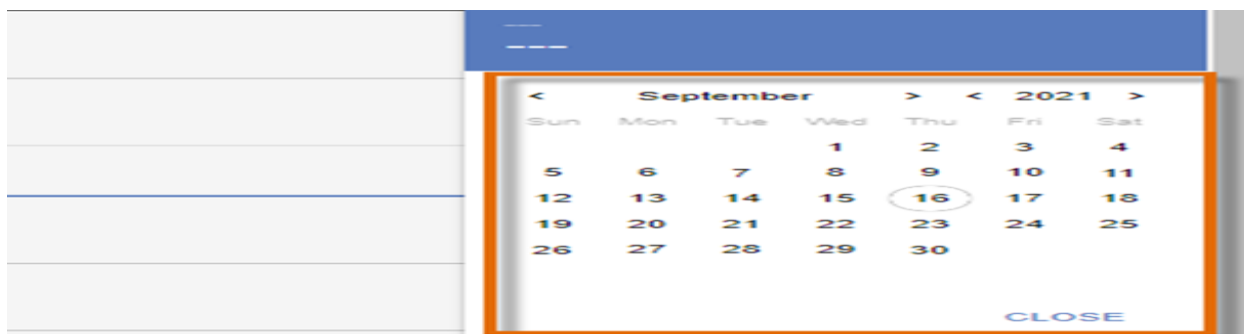 ---
---
< September > < 2021 >
Sun Mon Tue Wed Thu Fri Sat
1 2 3 4
5 6 7 8 9 10 11
12 13 14 15 16 17 18
19 20 21 22 23 24 25
26 27 28 29 30
CLOSE